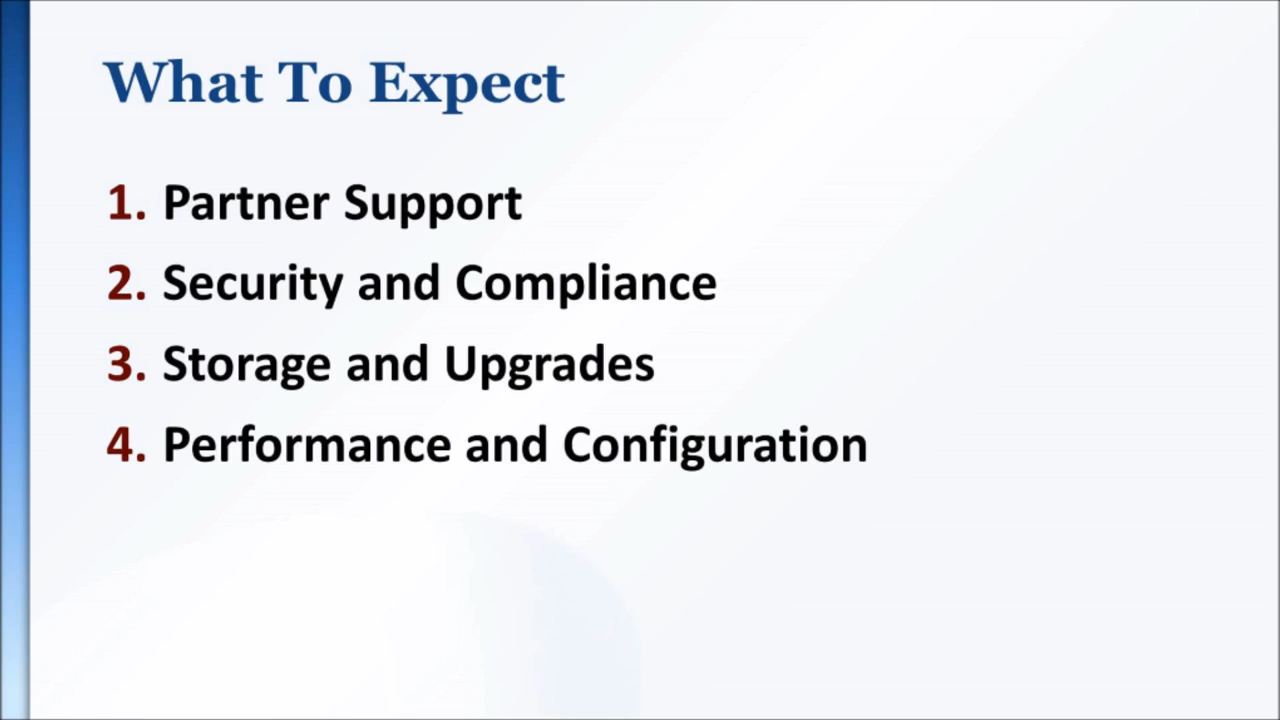 What To Expect
1. Partner Support
2. Security and Compliance
3. Storage and Upgrades
4. Performance and Configuration